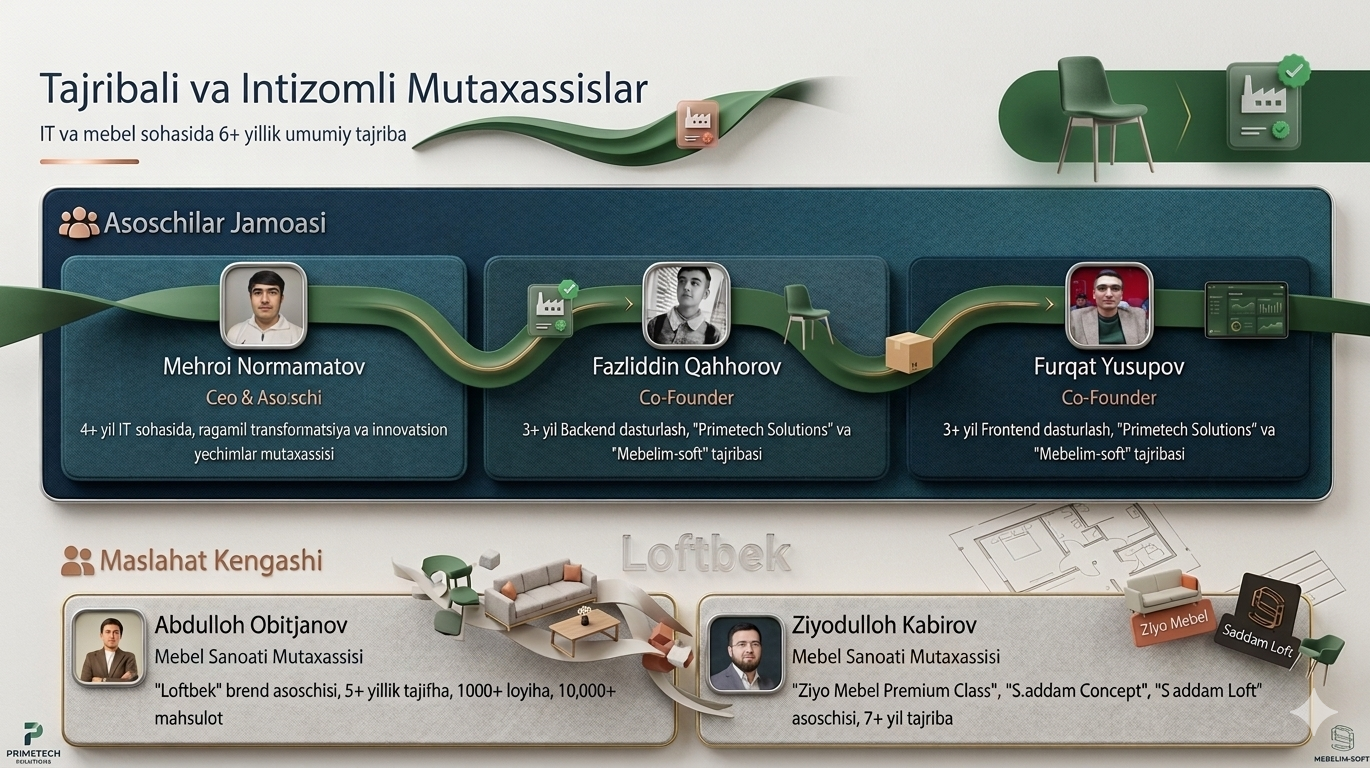 Tajribali va Intizomli Mutaxassislar
IT va mebel sohasida 6+ yillik umumiy tajriba
Asoschilar Jamoasi
Mehroi Normamatov
Ceo & Aso.schi
4+ yil IT sohasida, ragamil transformatsiya va innovatsion
yechimlar mutaxassisi
Fazliddin Qahhorov
Co-Founder
3+ yil Backend dasturlash, "Primetech Solutions" va
"Mebelim-soft" tajribasi
Furqat Yusupov
Co-Founder
3+ yil Frontend dasturlash, "Primetech Solutions" va
"Mebelim-soft" tajribasi
Maslahat Kengashi
Loftbek
Abdulloh Obitjanov
Mebel Sanoati Mutaxassisi
"Loftbek" brend asoschisi, 5+ yillik tajifha, 1000+ loyiha, 10,000+
mahsulot
Ziyodulloh Kabirov
Mebel Sanoati Mutaxassisi
"Ziyo Mebel Premium Class", "S.addam Concept", "S addam Loft"
asoschisi, 7+ yil tajriba
Zlyo Mebel
Saddam Loft
PRIMETECH
SOLUTIONS
MEBELIM-SOFT